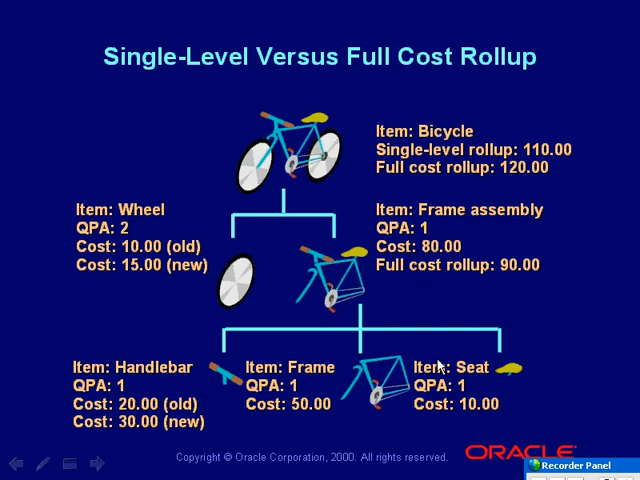 Single-Level Versus Full Cost Rollup
Item: Bicycle
Single-level rollup: 110.00
Full cost rollup: 120.00
Item: Wheel
QPA: 2
Cost: 10.00 (old)
Cost: 15.00 (new)
Item: Frame assembly
QPA: 1
Cost: 80.00
Full cost rollup: 90.00
Item: Handlebar
QPA: 1
Cost: 20.00 (old)
Cost: 30.00 (new)
Item: Frame
QPA: 1
Cost: 50.00
Item: Seat
QPA: 1
Cost: 10.00
Copyright © Oracle Corporation, 2000. All rights reserved.
ORACLE
Recorder Panel